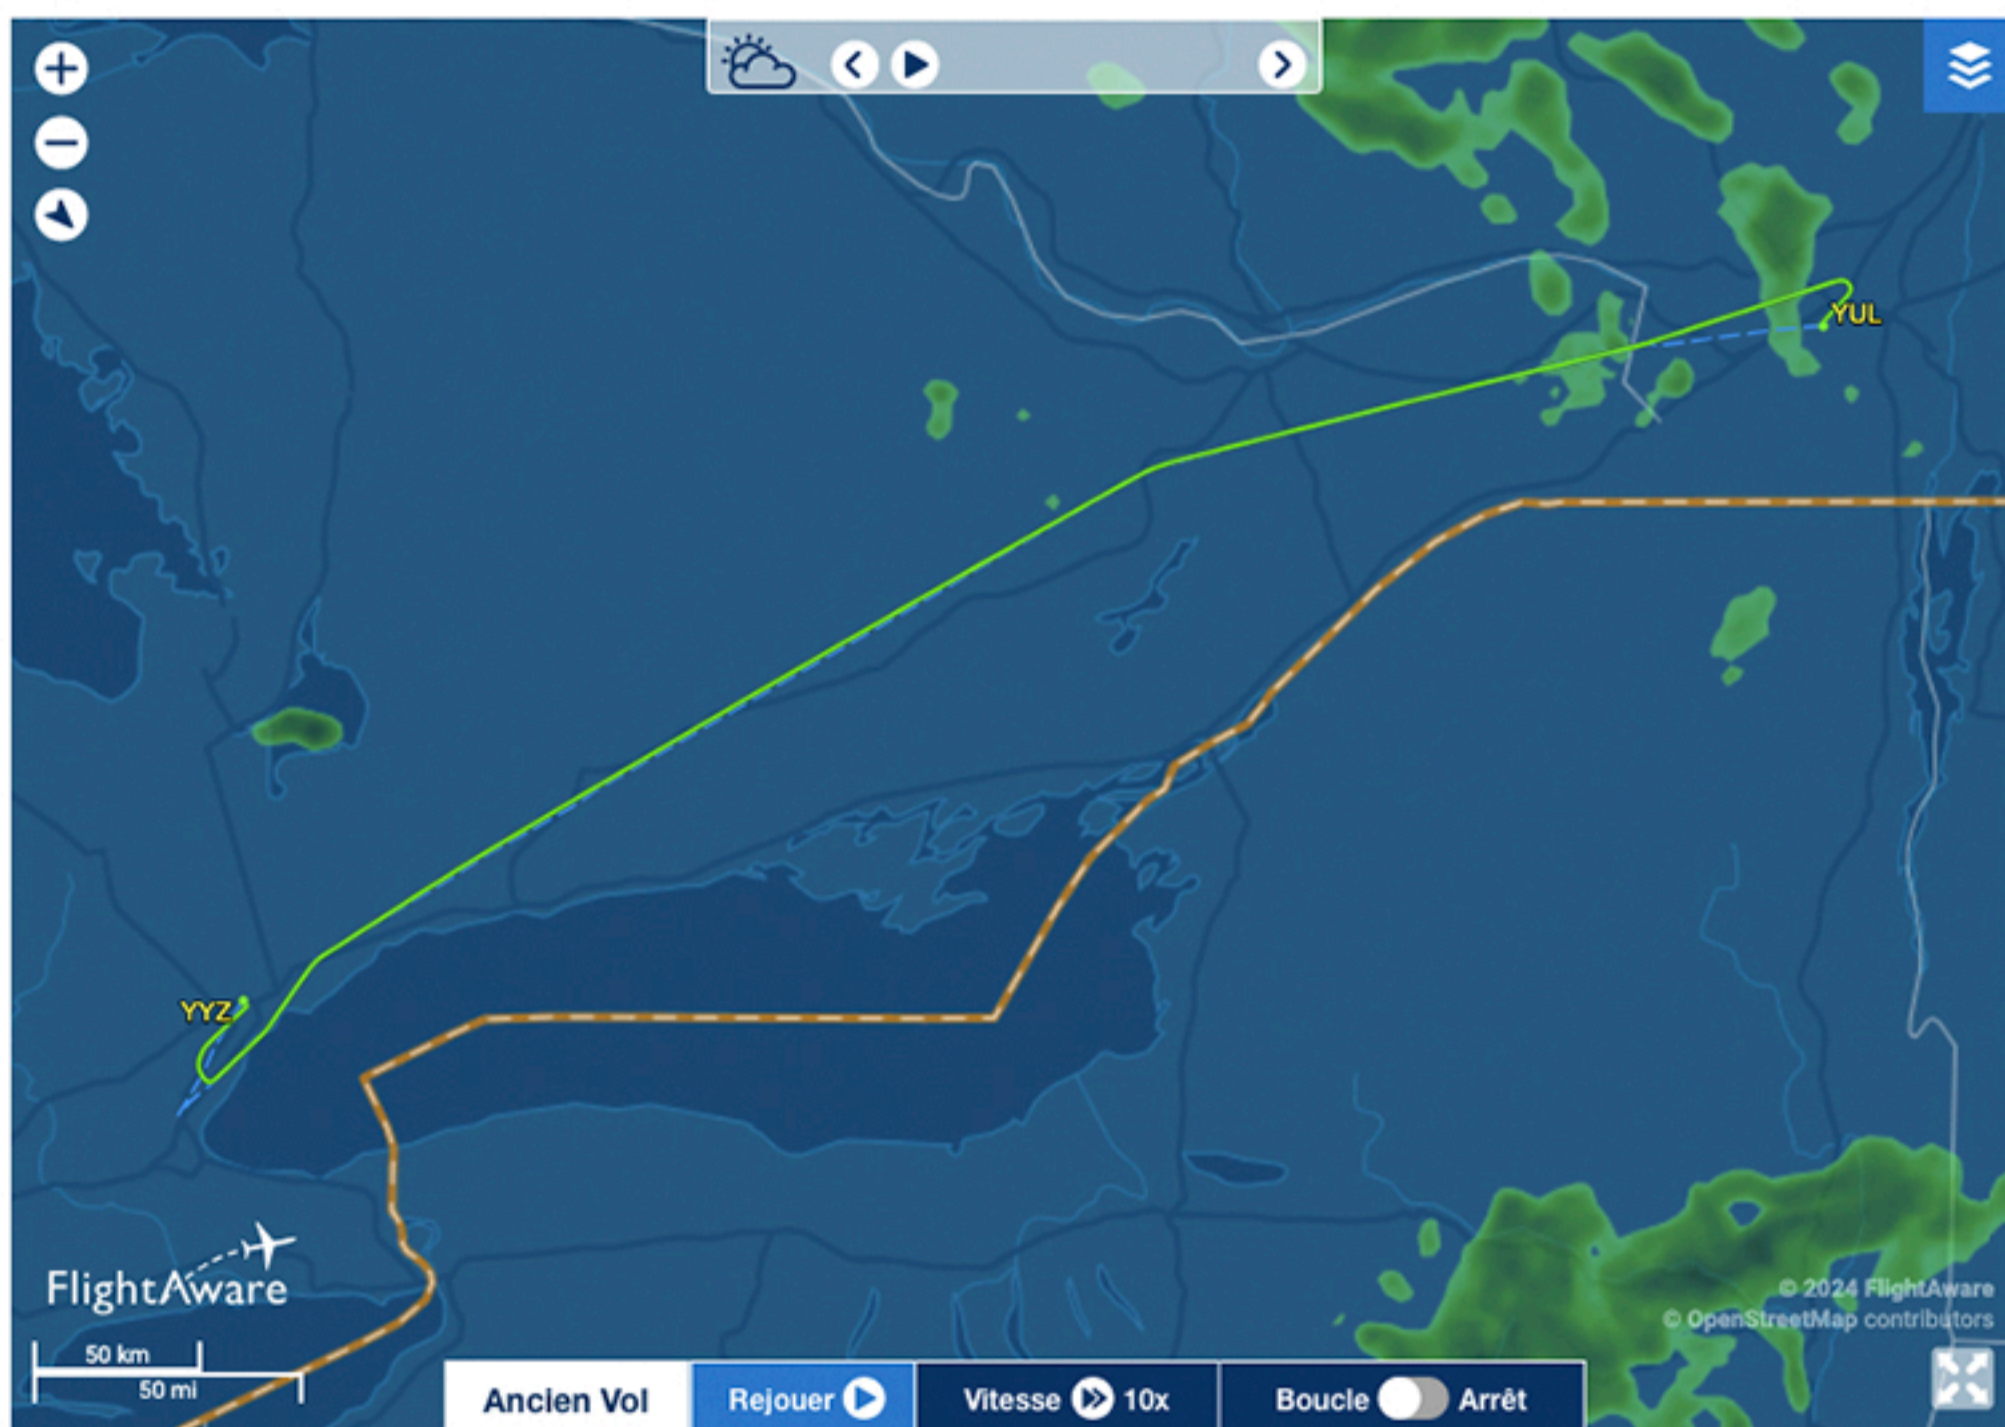 YUL
YYZ
FlightAware
© 2024 FlightAware
© OpenStreetMap contributors
50 km
50 mi
Ancien Vol
Rejouer
Vitesse 10x
Boucle Arrêt